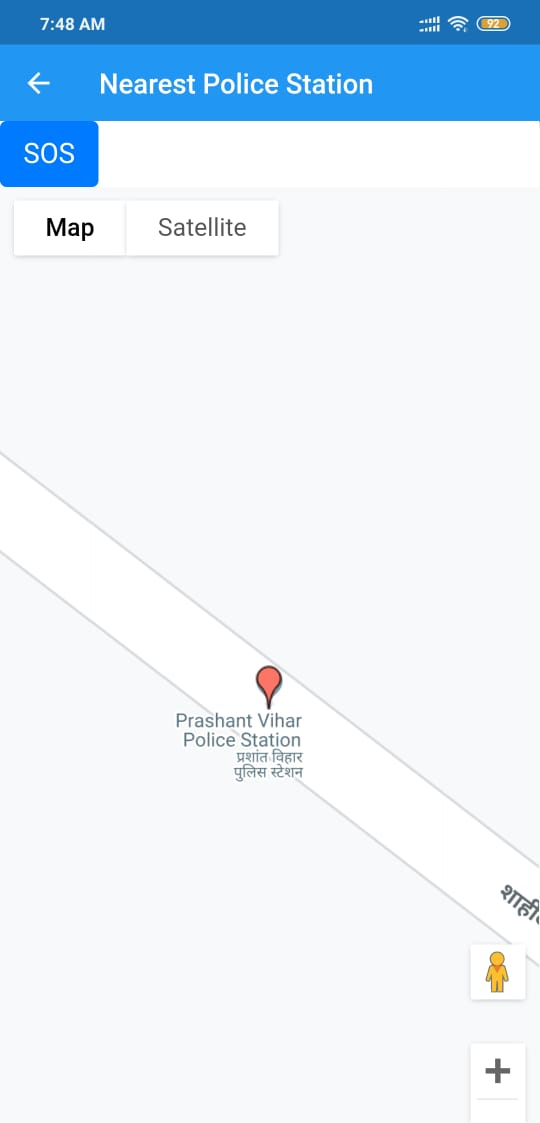 7:48 AM
92
Nearest Police Station
SOS
Map Satellite
Prashant Vihar
Police Station
प्रशांत विहार
पुलिस स्टेशन